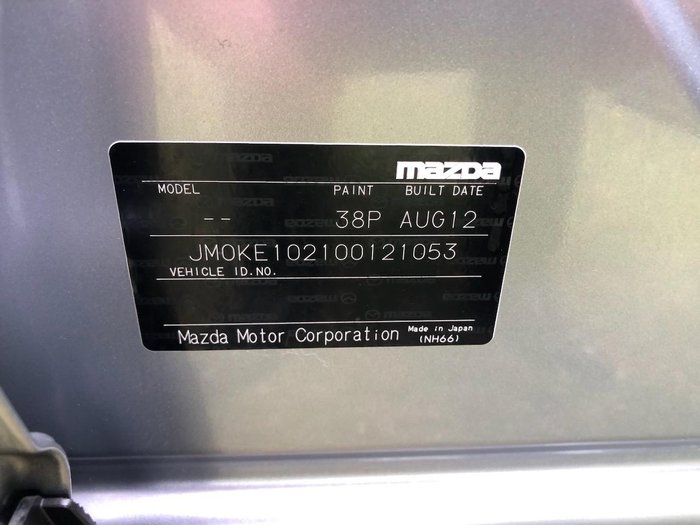 mazda
MODEL PAINT BUILT DATE
-- 38P AUG12
JM0KE102100121053
VEHICLE ID.NO.
Mazda Motor Corporation Made in Japan
(NH66)